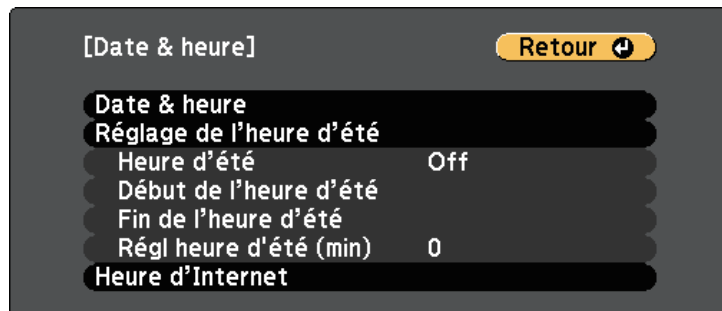 [Date & heure]
Retour
Date & heure
Réglage de l’heure d’été
Heure d’été Off
Début de l’heure d’été
Fin de l’heure d’été
Régl heure d'été (min) 0
Heure d’Internet